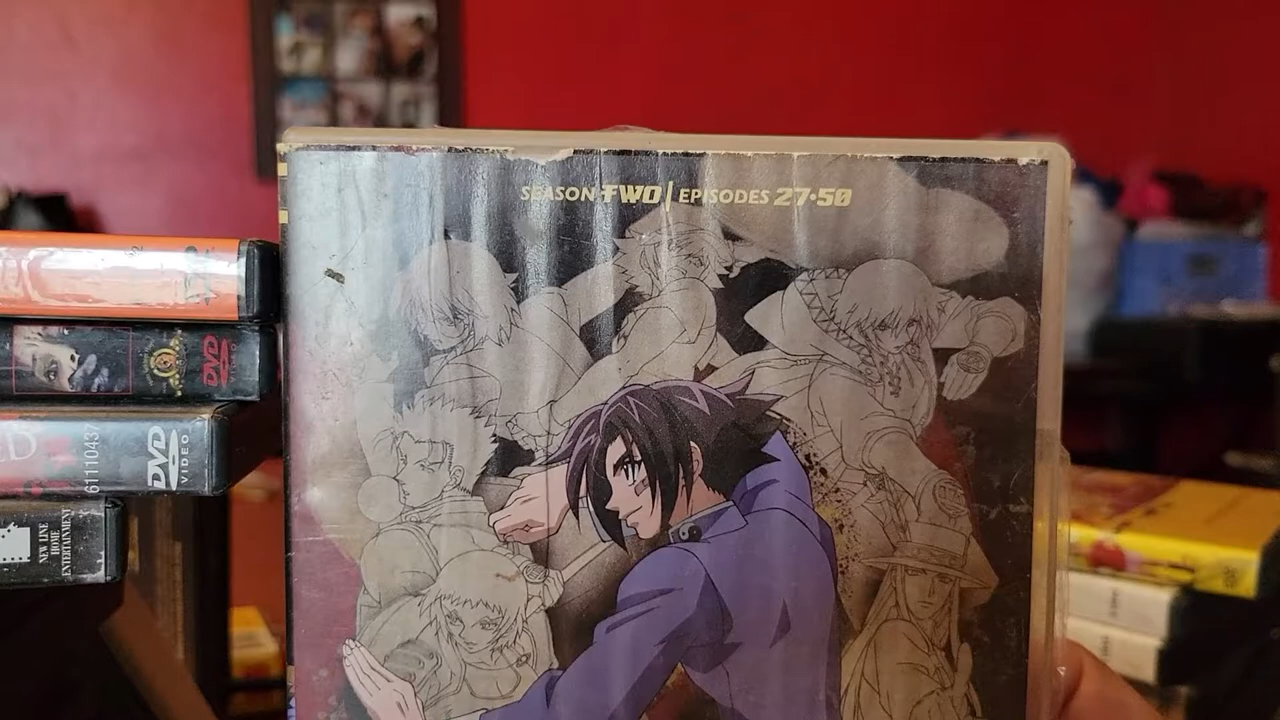 SEASON TWO | EPISODES 27•50
DVD
61110437
DVD
VIDEO
NEW LINE
HOME
ENTERTAINMENT